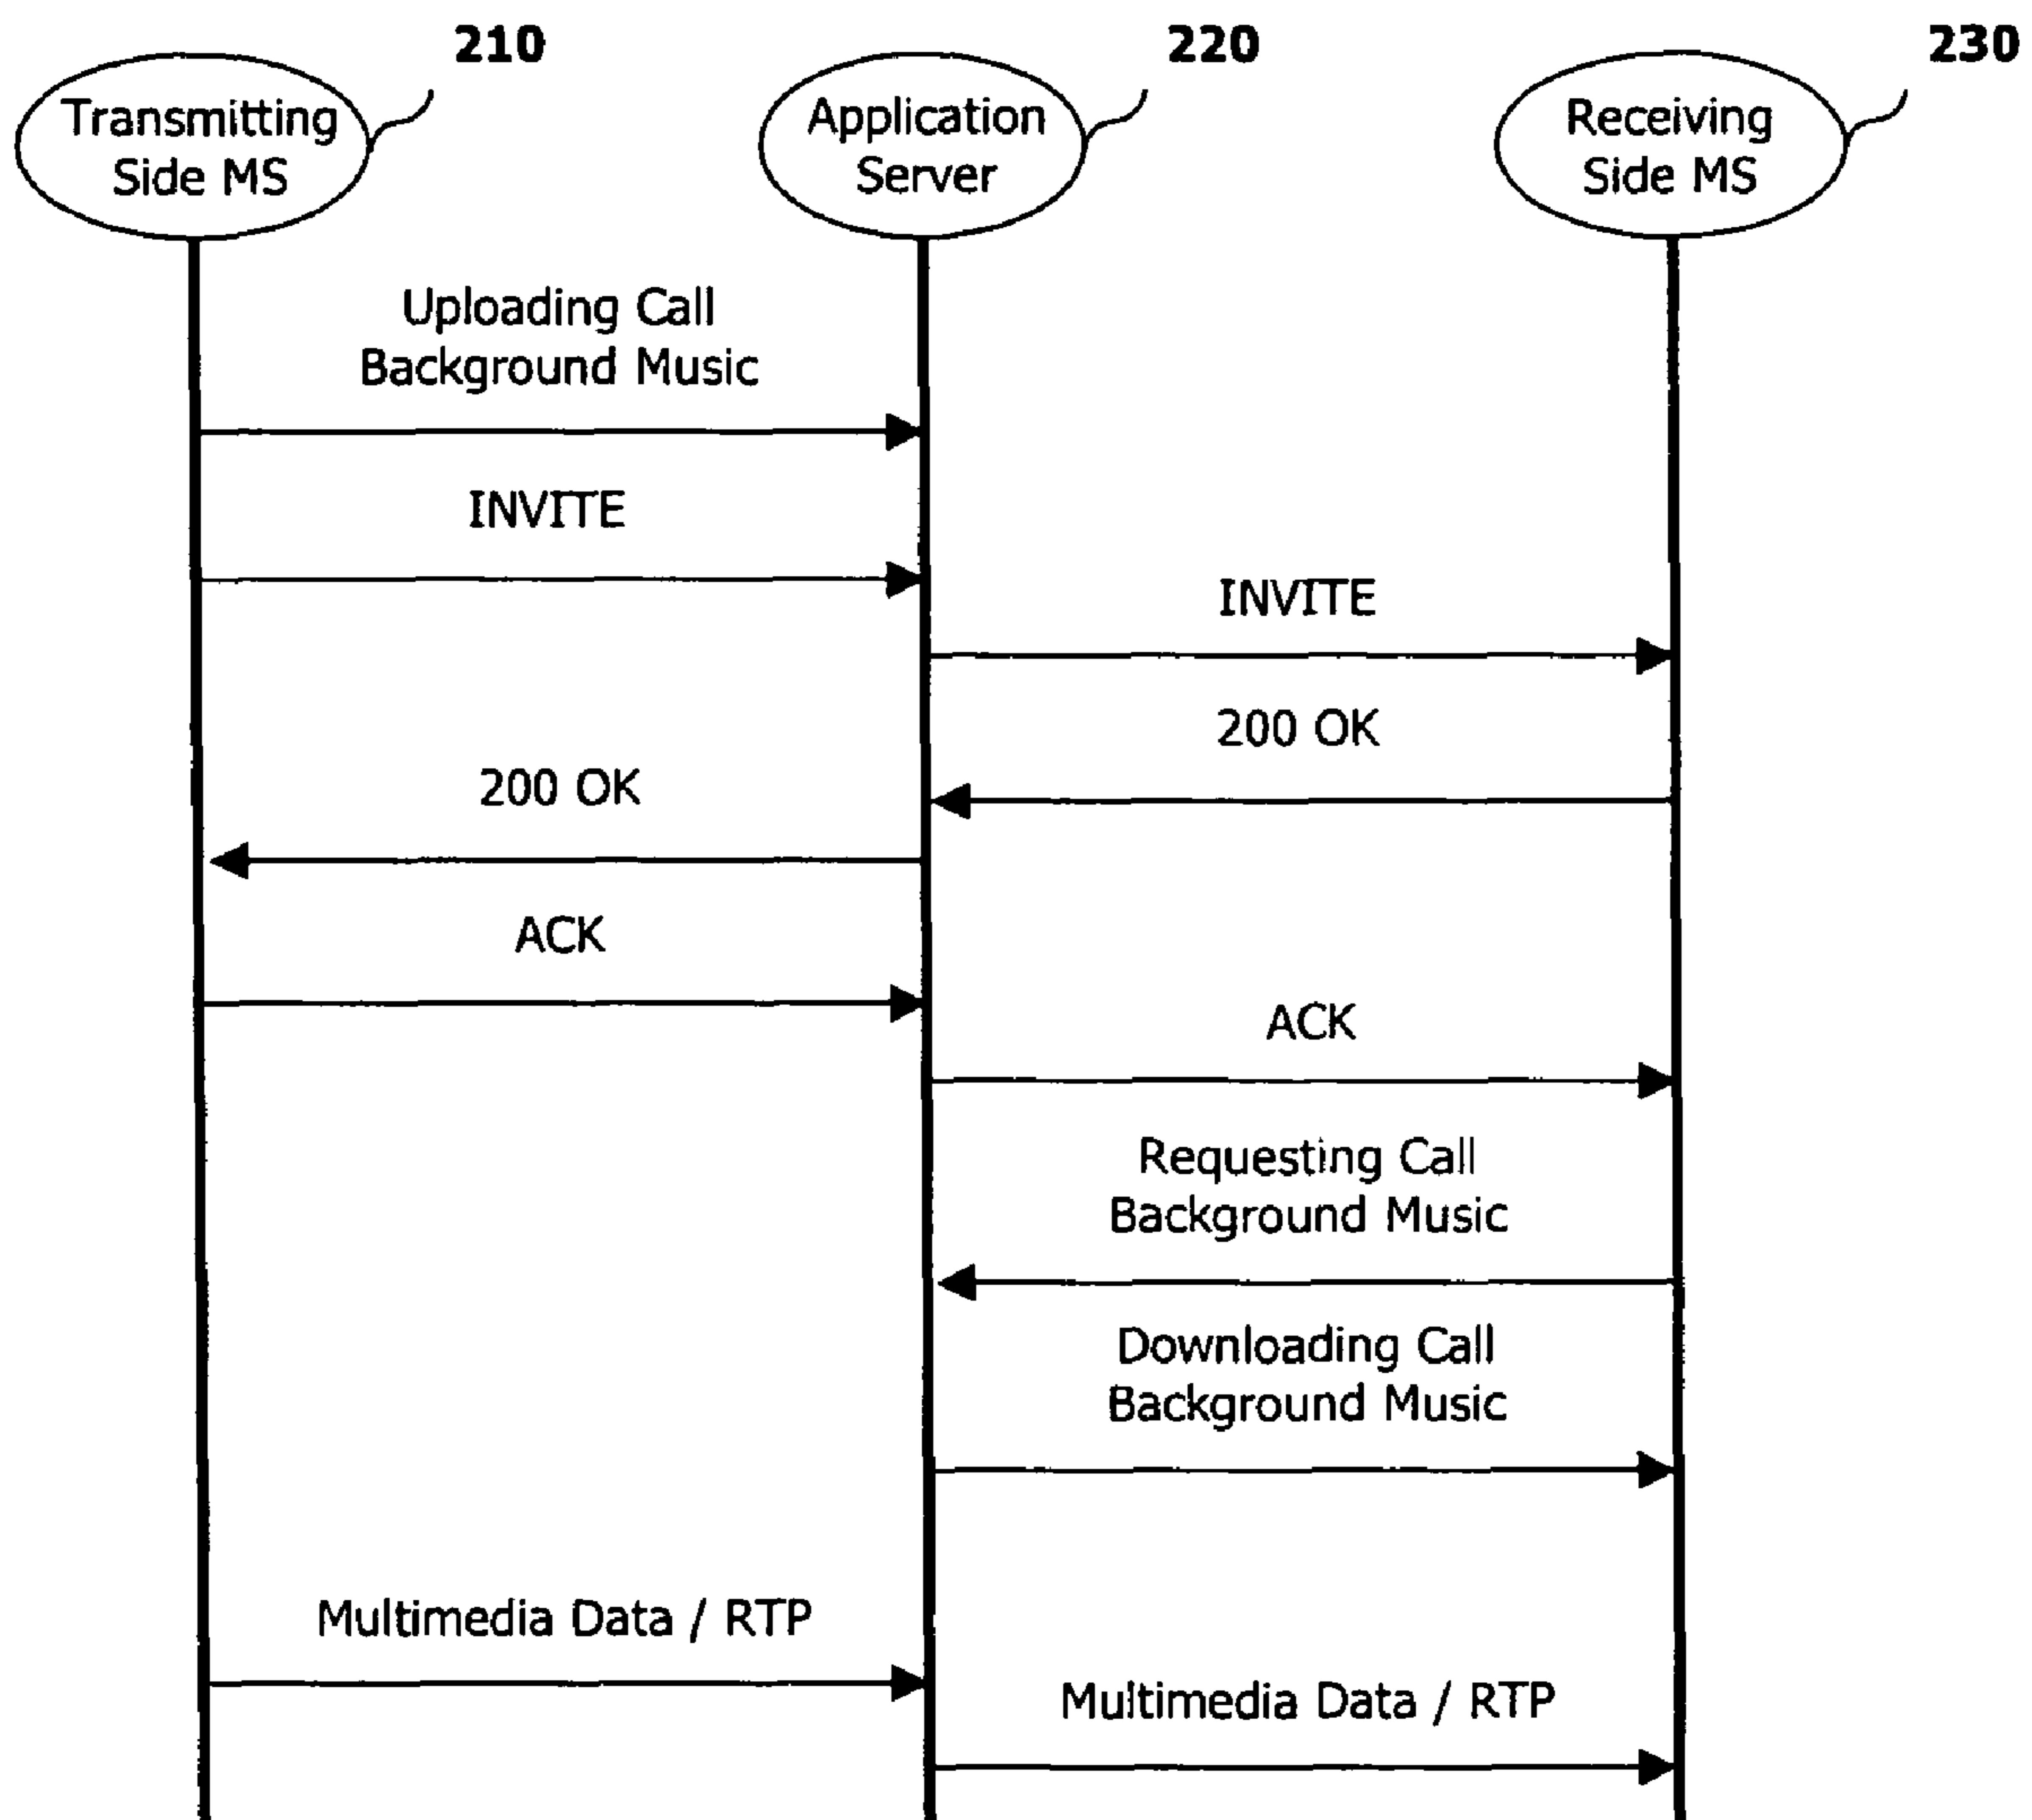 210
220
230
Transmitting
Side MS
Application
Server
Receiving
Side MS
Uploading Call
Background Music
INVITE
INVITE
200 OK
200 OK
ACK
ACK
Requesting Call
Background Music
Downloading Call
Background Music
Multimedia Data / RTP
Multimedia Data / RTP